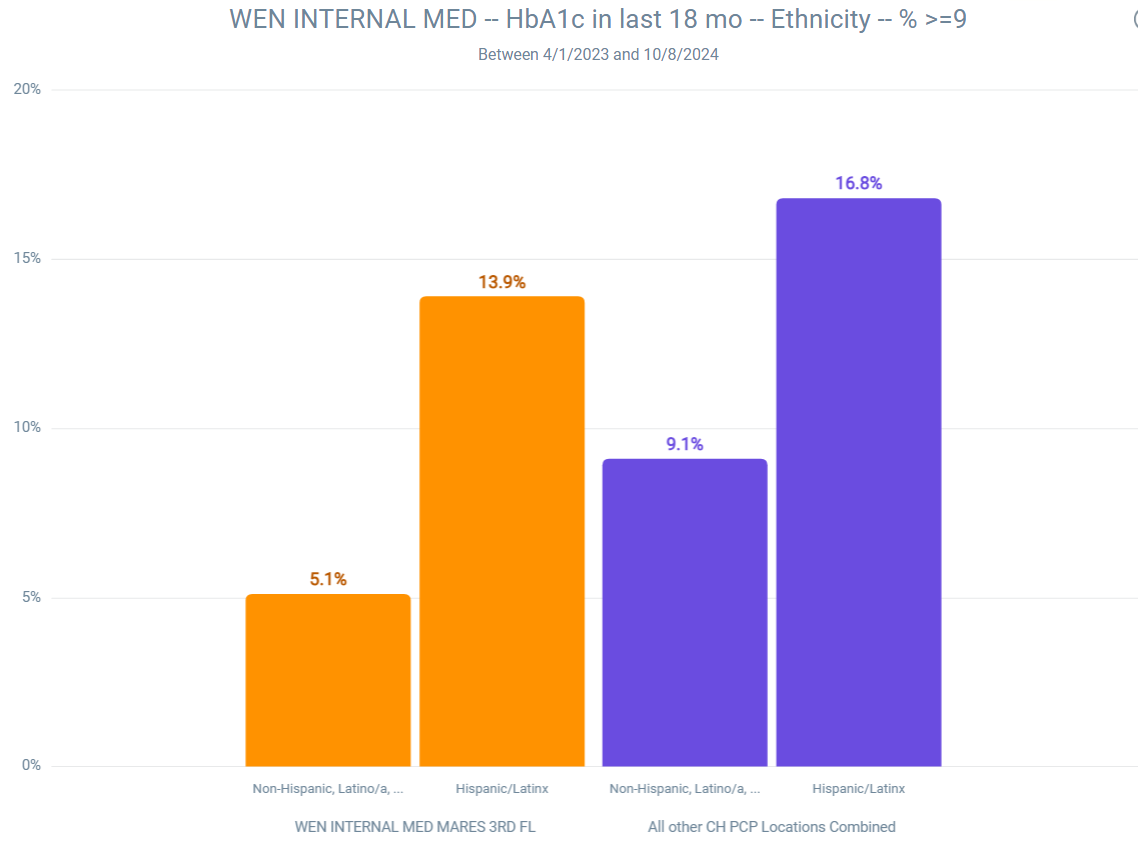 WEN INTERNAL MED -- HbA1c in last 18 mo -- Ethnicity -- % >=9
Between 4/1/2023 and 10/8/2024
20%
16.8%
15%
13.9%
10%
9.1%
5.1%
5%
0%
Non-Hispanic, Latino/a, ...
Hispanic/Latinx
Non-Hispanic, Latino/a, ...
Hispanic/Latinx
WEN INTERNAL MED MARES 3RD FL
All other CH PCP Locations Combined